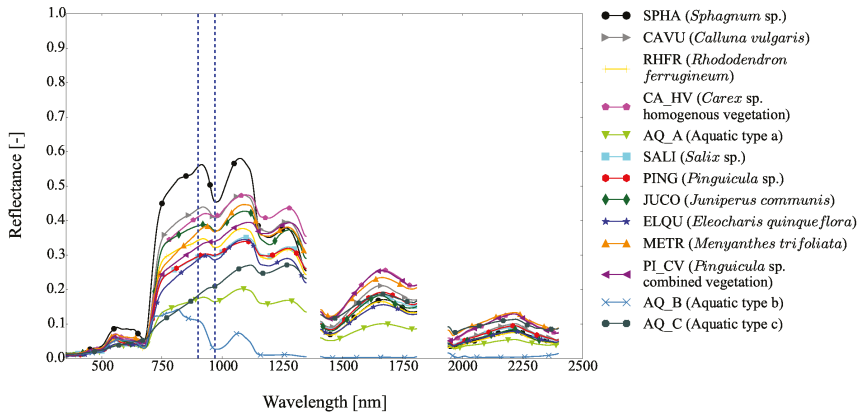 1.0
0.9
0.8
0.7
0.6
0.5
0.4
0.3
0.2
0.1
0.0
Reflectance [-]
500
750
1000
1250
1500
1750
2000
2250
2500
Wavelength [nm]
SPHA (Sphagnum sp.)
CAVU (Calluna vulgaris)
RHFR (Rhododendron
ferrugineum)
CA_HV (Carex sp.
homogenous vegetation)
AQ_A (Aquatic type a)
SALI (Salix sp.)
PING (Pinguicula sp.)
JUCO (Juniperus communis)
ELQU (Eleocharis quinqueflora)
METR (Menyanthes trifoliata)
PI_CV (Pinguicula sp.
combined vegetation)
AQ_B (Aquatic type b)
AQ_C (Aquatic type c)